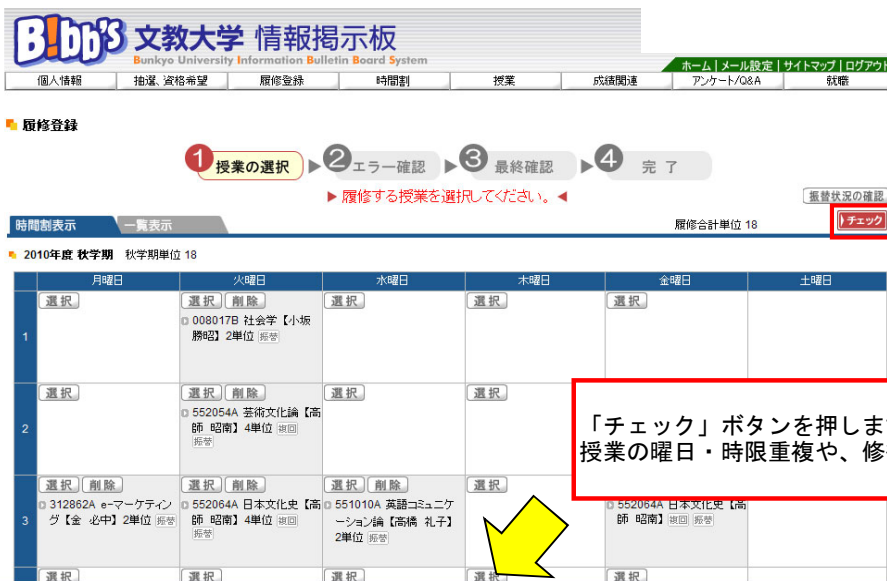 B!bb's 文教大学 情報掲示板
Bunkyo University Information Bulletin Board System
ホーム | メール設定 | サイトマップ | ログアウト
個人情報 抽選、資格希望 履修登録 時間割 授業 成績関連 アンケート/Q&A 就職
履修登録
1 授業の選択 2 エラー確認 3 最終確認 4 完了
▶ 履修する授業を選択してください。◀
振替状況の確認
時間割表示 一覧表示 履修合計単位 18 チェック
2010年度 秋学期 秋学期単位 18
月曜日 火曜日 水曜日 木曜日 金曜日 土曜日
選択 選択 削除 選択 選択 選択
008017B 社会学【小坂
1 勝昭】2単位 振替
選択 選択 削除 選択 選択
552054A 芸術文化論【高
2 師 昭南】4単位 複回
振替
「チェック」ボタンを押しま
授業の曜日・時限重複や、修
選択 削除 選択 削除 選択 削除 選択
312862A e-マーケティン 552064A 日本文化史【高 551010A 英語コミュニケ 552064A 日本文化史【高
3 グ【金 必中】2単位 振替 師 昭南】4単位 複回 ーション論【高橋 礼子】 師 昭南】複回 振替
振替 2単位 振替
選択 選択 選択 選択 選択